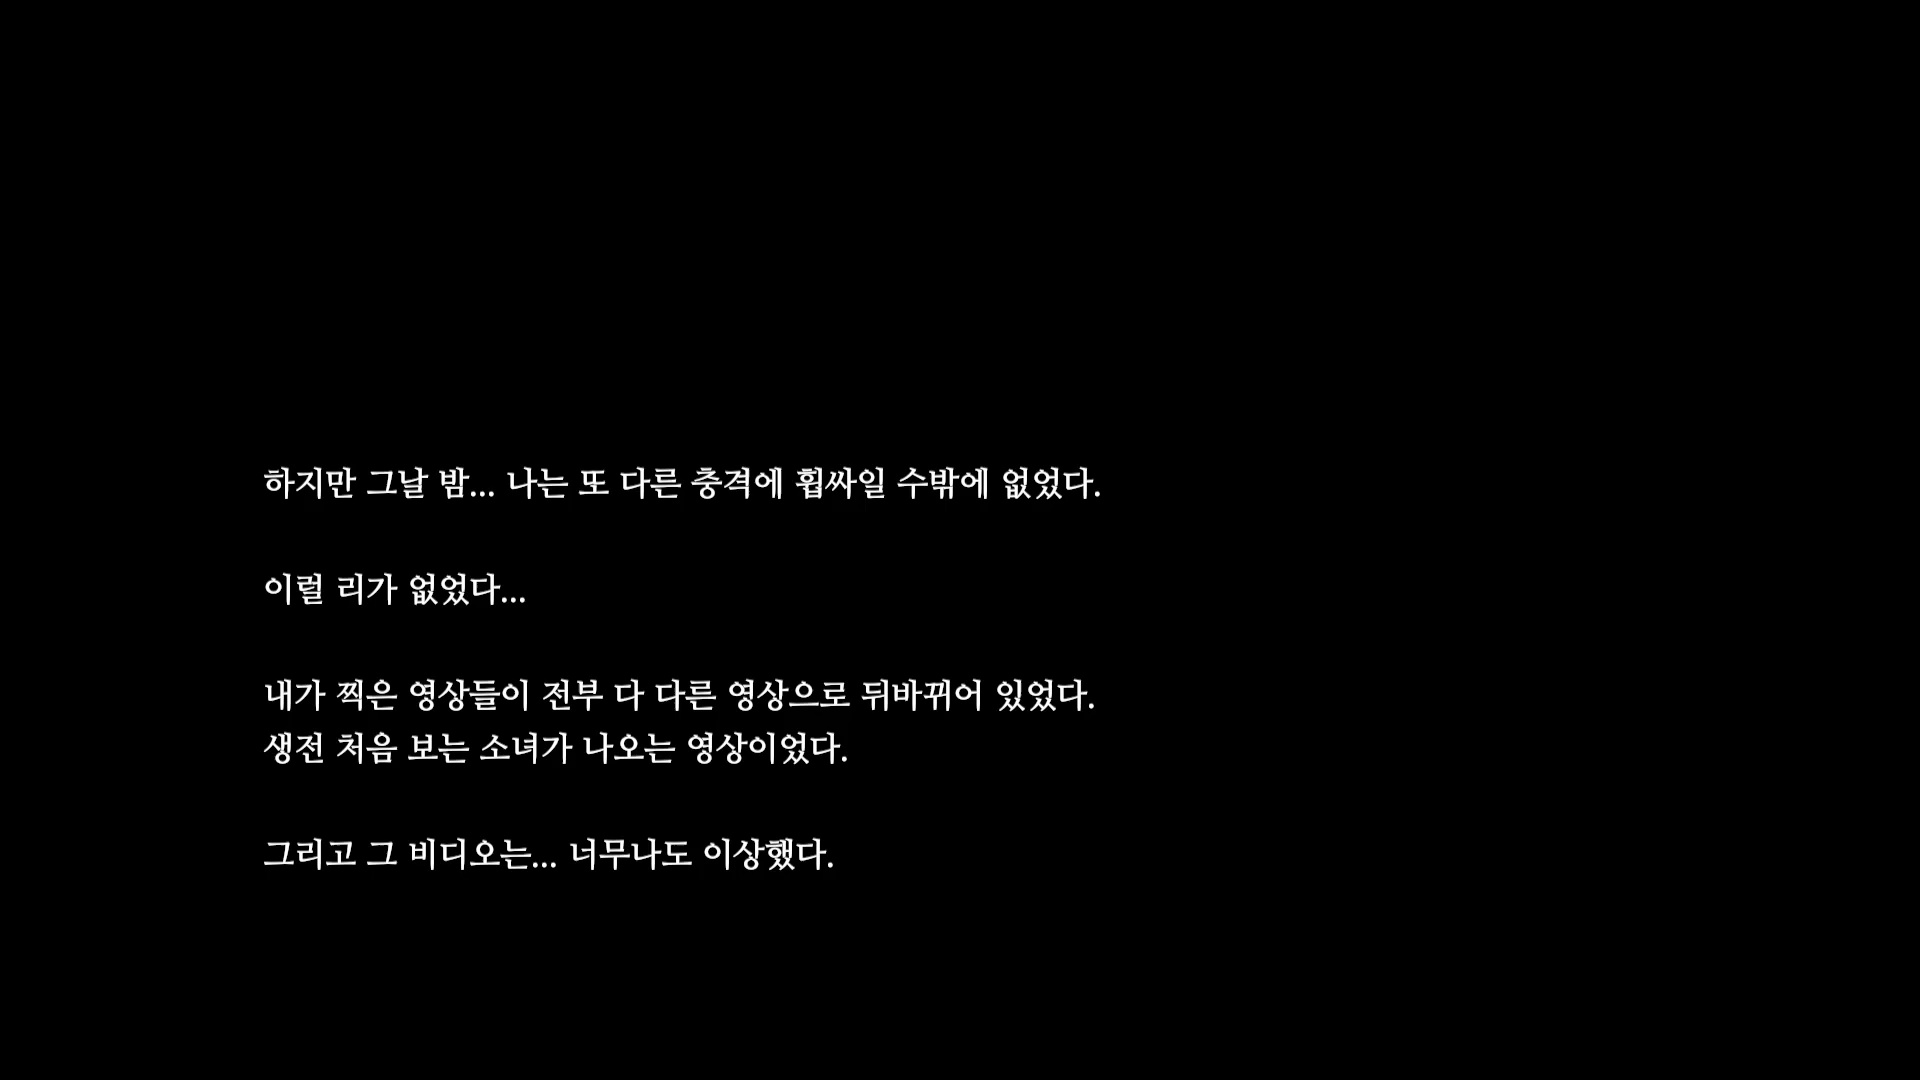 하지만 그날 밤... 나는 또 다른 충격에 휩싸일 수밖에 없었다.
이럴 리가 없었다...
내가 찍은 영상들이 전부 다 다른 영상으로 뒤바뀌어 있었다.
생전 처음 보는 소녀가 나오는 영상이었다.
그리고 그 비디오는... 너무나도 이상했다.